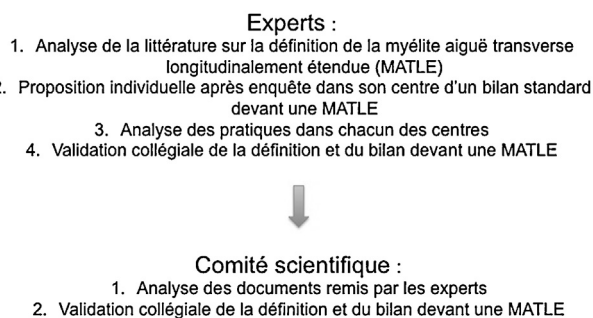 Experts :
1. Analyse de la littérature sur la définition de la myélite aiguë transverse
longitudinalement étendue (MATLE)
2. Proposition individuelle après enquête dans son centre d'un bilan standard
devant une MATLE
3. Analyse des pratiques dans chacun des centres
4. Validation collégiale de la définition et du bilan devant une MATLE
Comité scientifique :
1. Analyse des documents remis par les experts
2. Validation collégiale de la définition et du bilan devant une MATLE